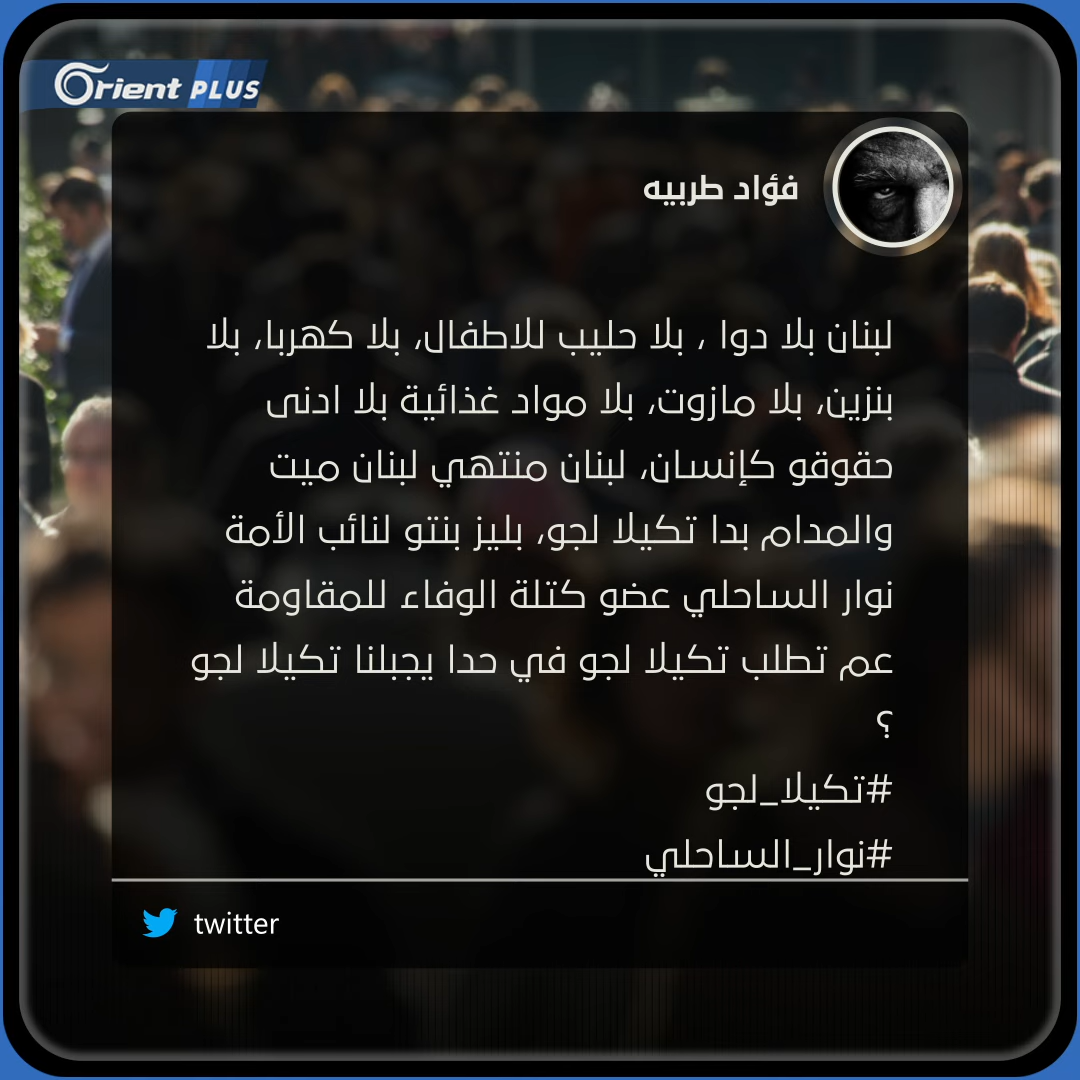 Orient PLUS
فؤاد طربيه
لبنان بلا دوا ، بلا حليب للاطفال، بلا كهربا، بلا
بنزين، بلا مازوت، بلا مواد غذائية بلا ادنى
حقوقو كإنسان، لبنان منتهي لبنان ميت
والمدام بدا تكيلا لجو، بليز بنتو لنائب الأمة
نوار الساحلي عضو كتلة الوفاء للمقاومة
عم تطلب تكيلا لجو في حدا يجبلنا تكيلا لجو
؟
#تكيلا_لجو
#نوار_الساحلي
twitter